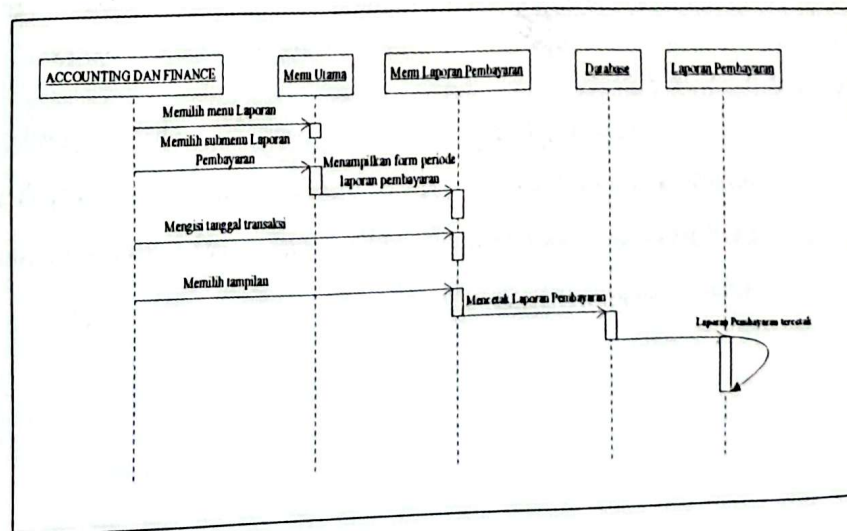 ACCOUNTING DAN FINANCE
Menu Utama
Menu Laporan Pembayaran
Database
Laporan Pembayaran
Memilih menu Laporan
Memilih submenu Laporan
Pembayaran
Menampilkan form periode
laporan pembayaran
Mengisi tanggal transaksi
Memilih tampilan
Mencetak Laporan Pembayaran
Laporan Pembayaran tercetak